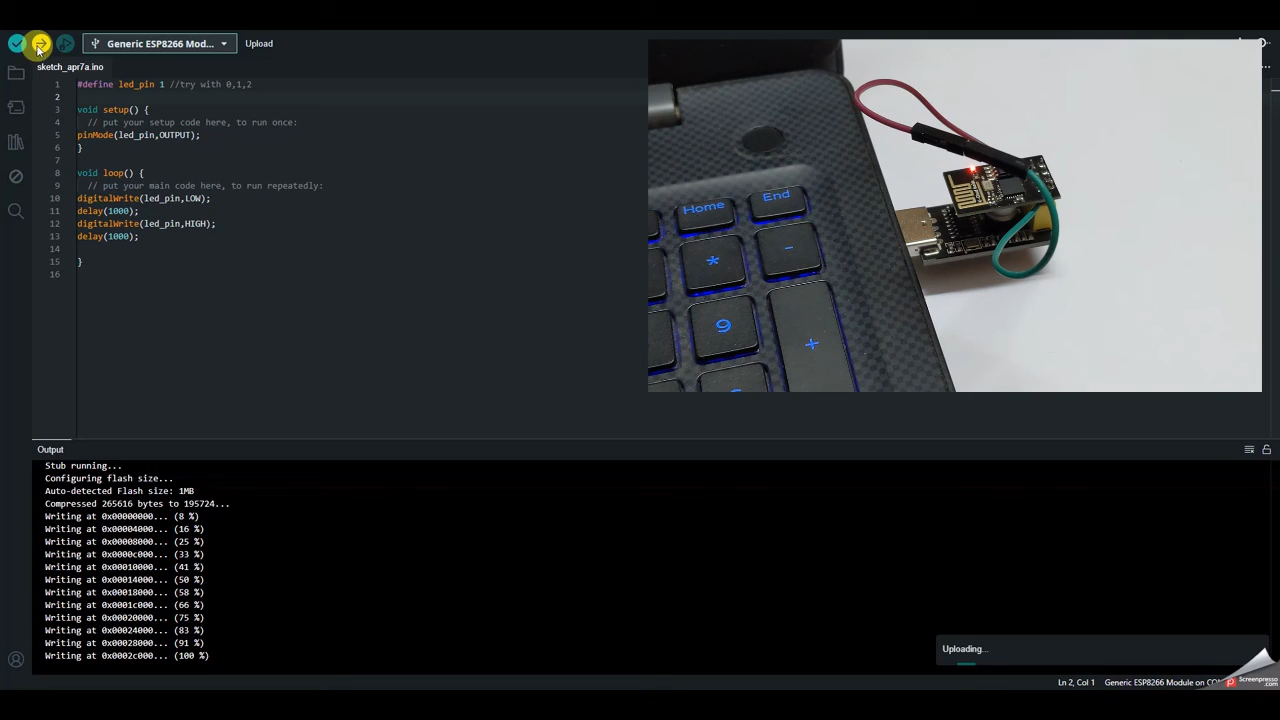 Generic ESP8266 Mod... Upload
sketch_apr7a.ino
1 #define led_pin 1 //try with 0,1,2
2
3 void setup() {
4 // put your setup code here, to run once:
5 pinMode(led_pin,OUTPUT);
6 }
7
8 void loop() {
9 // put your main code here, to run repeatedly:
10 digitalWrite(led_pin,LOW);
11 delay(1000);
12 digitalWrite(led_pin,HIGH);
13 delay(1000);
14
15 }
16
Home End
* -
9 +
Output
Stub running...
Configuring flash size...
Auto-detected Flash size: 1MB
Compressed 265616 bytes to 195724...
Writing at 0x00000000... (8 %)
Writing at 0x00004000... (16 %)
Writing at 0x00008000... (25 %)
Writing at 0x0000c000... (33 %)
Writing at 0x00010000... (41 %)
Writing at 0x00014000... (50 %)
Writing at 0x00018000... (58 %)
Writing at 0x0001c000... (66 %)
Writing at 0x00020000... (75 %)
Writing at 0x00024000... (83 %)
Writing at 0x00028000... (91 %)
Writing at 0x0002c000... (100 %)
Uploading...
Ln 2, Col 1 Generic ESP8266 Module on
Screenpresso
.com